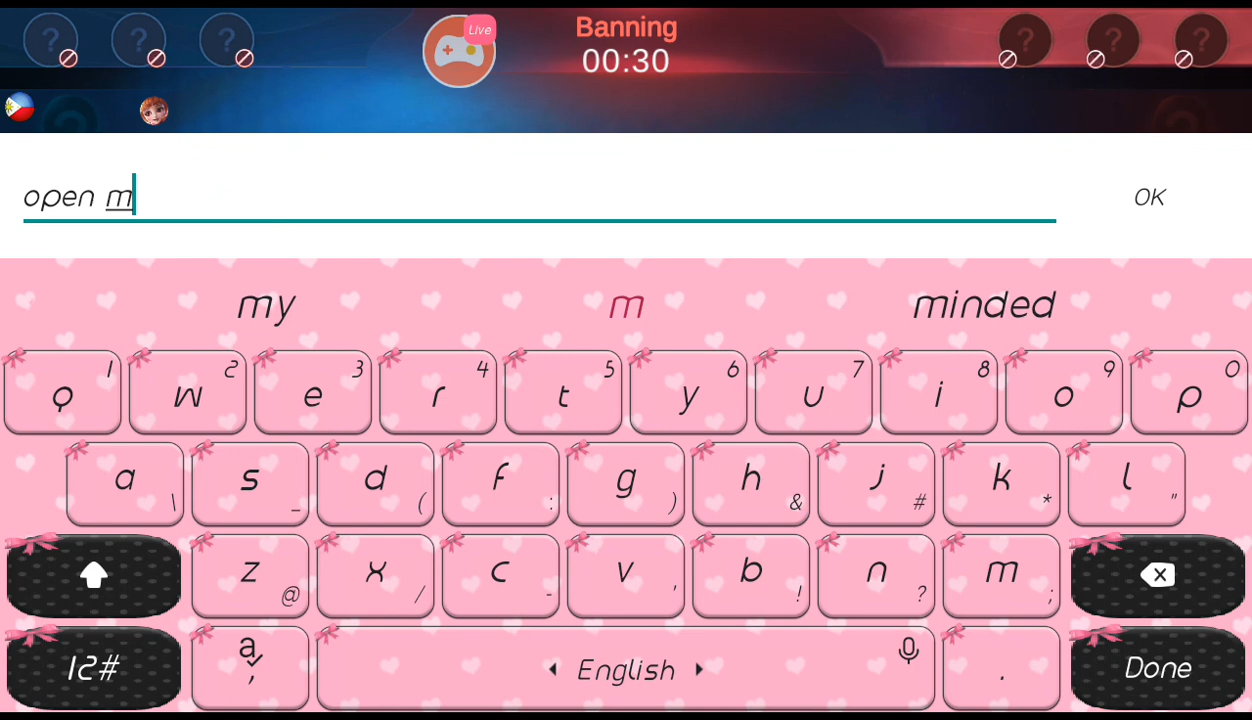 ? ? ? Live Banning ? ? ?
00:30
open m OK
my m minded
1 2 3 4 5 6 7 8 9 0
q w e r t y u i o p
a s d f g h j k l
\ _ ( : ) & # * "
z x c v b n m
@ / - ' ! ? ;
12# a , English . Done